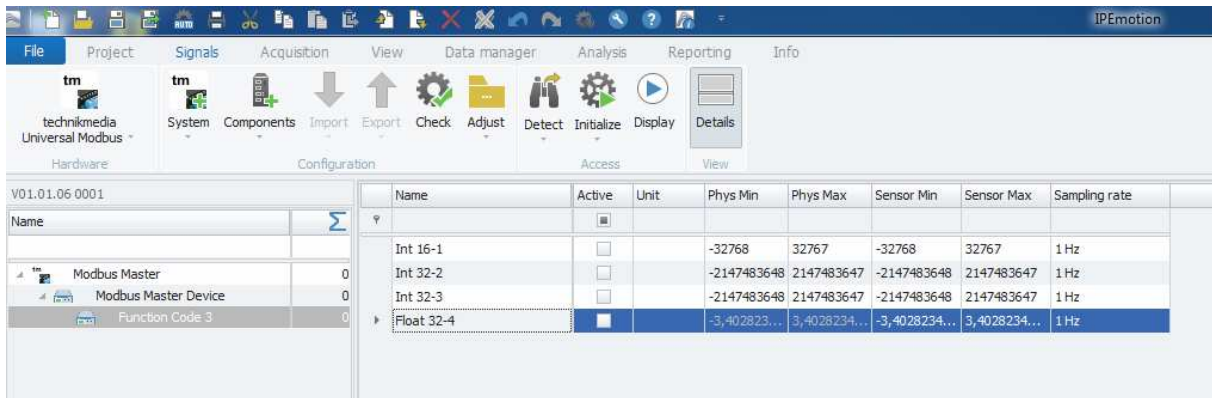 AUTO
IPEmotion
File Project Signals Acquisition View Data manager Analysis Reporting Info
tm tm
technikmedia Universal Modbus
System Components Import Export Check Adjust Detect Initialize Display Details
Hardware Configuration Access View
V01.01.06 0001
Name Σ
Modbus Master 0
Modbus Master Device 0
Function Code 3 0
Name Active Unit Phys Min Phys Max Sensor Min Sensor Max Sampling rate
Int 16-1 -32768 32767 -32768 32767 1 Hz
Int 32-2 -2147483648 2147483647 -2147483648 2147483647 1 Hz
Int 32-3 -2147483648 2147483647 -2147483648 2147483647 1 Hz
Float 32-4 -3,402823... 3,4028234... -3,4028234... 3,4028234... 1 Hz